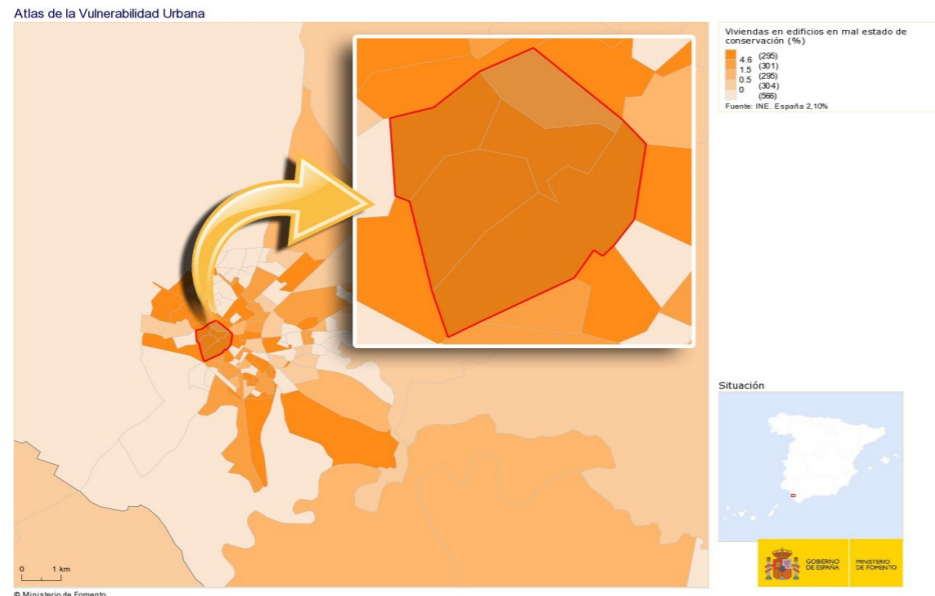 Atlas de la Vulnerabilidad Urbana
Viviendas en edificios en mal estado de
conservación (%)
(295)
4.6
(301)
1.5
(295)
0.5
(304)
0
(566)
Fuente: INE. España 2,10%
Situación
0 1 km
GOBIERNO
DE ESPAÑA
MINISTERIO
DE FOMENTO
© Ministerio de Fomento